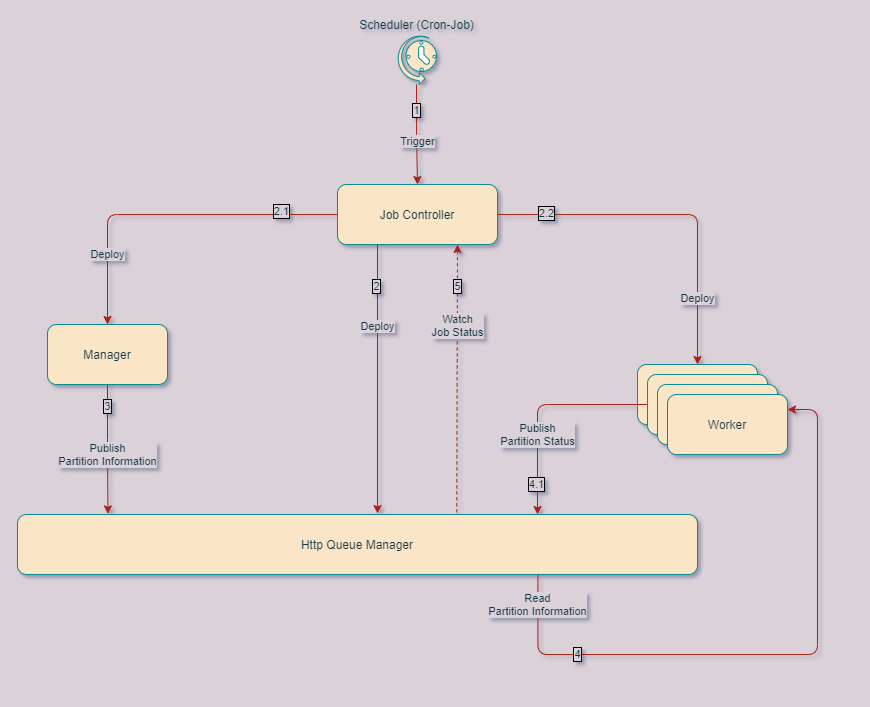 Scheduler (Cron-Job)
1
Trigger
Job Controller
2.1
2.2
Deploy
2
5
Deploy
Deploy
Watch
Job Status
Manager
Worker
3
Publish
Partition Information
Publish
Partition Status
4.1
Http Queue Manager
Read
Partition Information
4